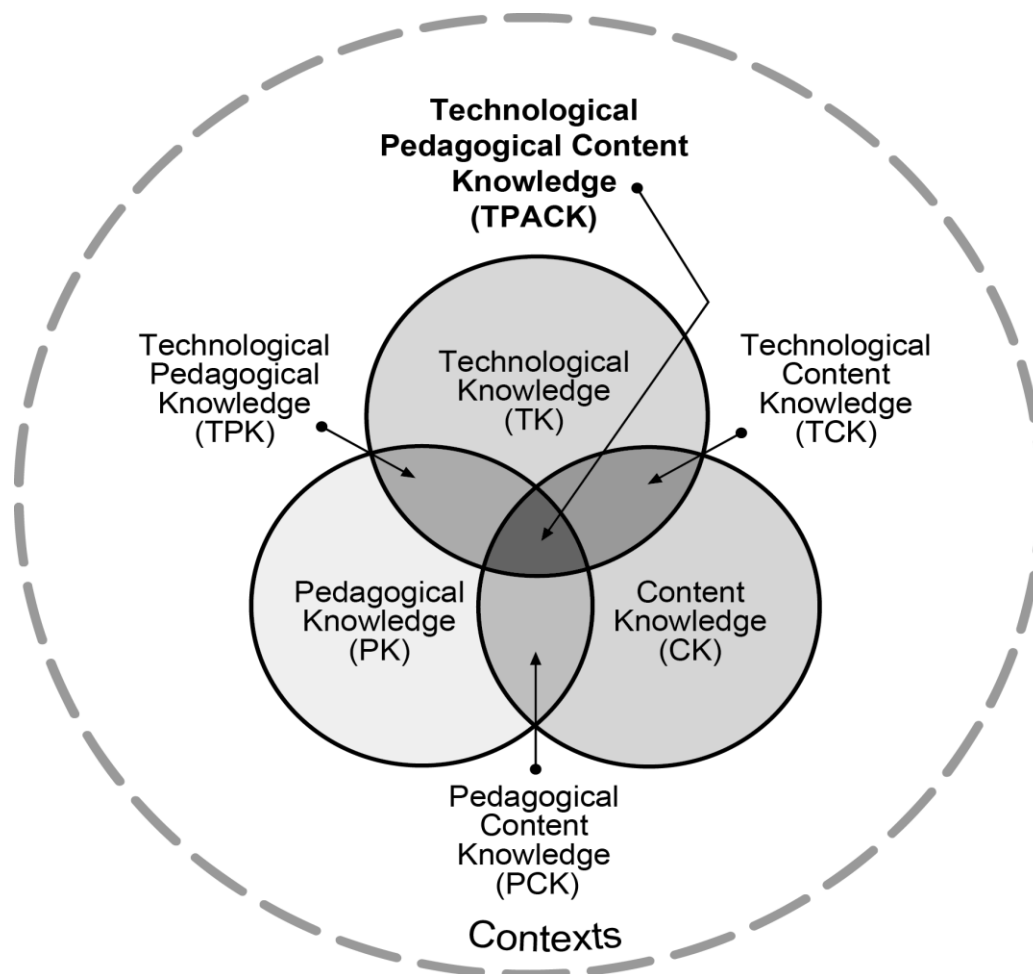 Technological
Pedagogical Content
Knowledge
(TPACK)
Technological
Pedagogical
Knowledge
(TPK)
Technological
Knowledge
(TK)
Technological
Content
Knowledge
(TCK)
Pedagogical
Knowledge
(PK)
Content
Knowledge
(CK)
Pedagogical
Content
Knowledge
(PCK)
Contexts